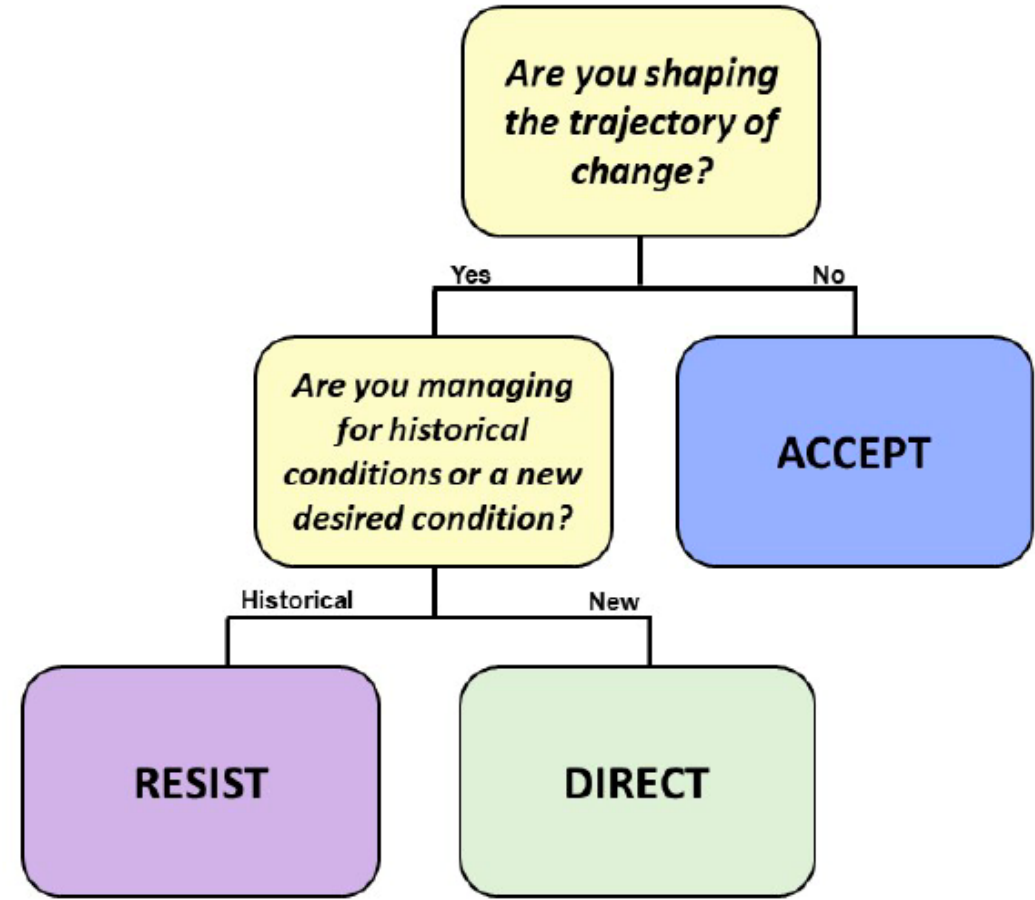 Are you shaping
the trajectory of
change?
Yes
No
Are you managing
for historical
conditions or a new
desired condition?
ACCEPT
Historical
New
RESIST
DIRECT